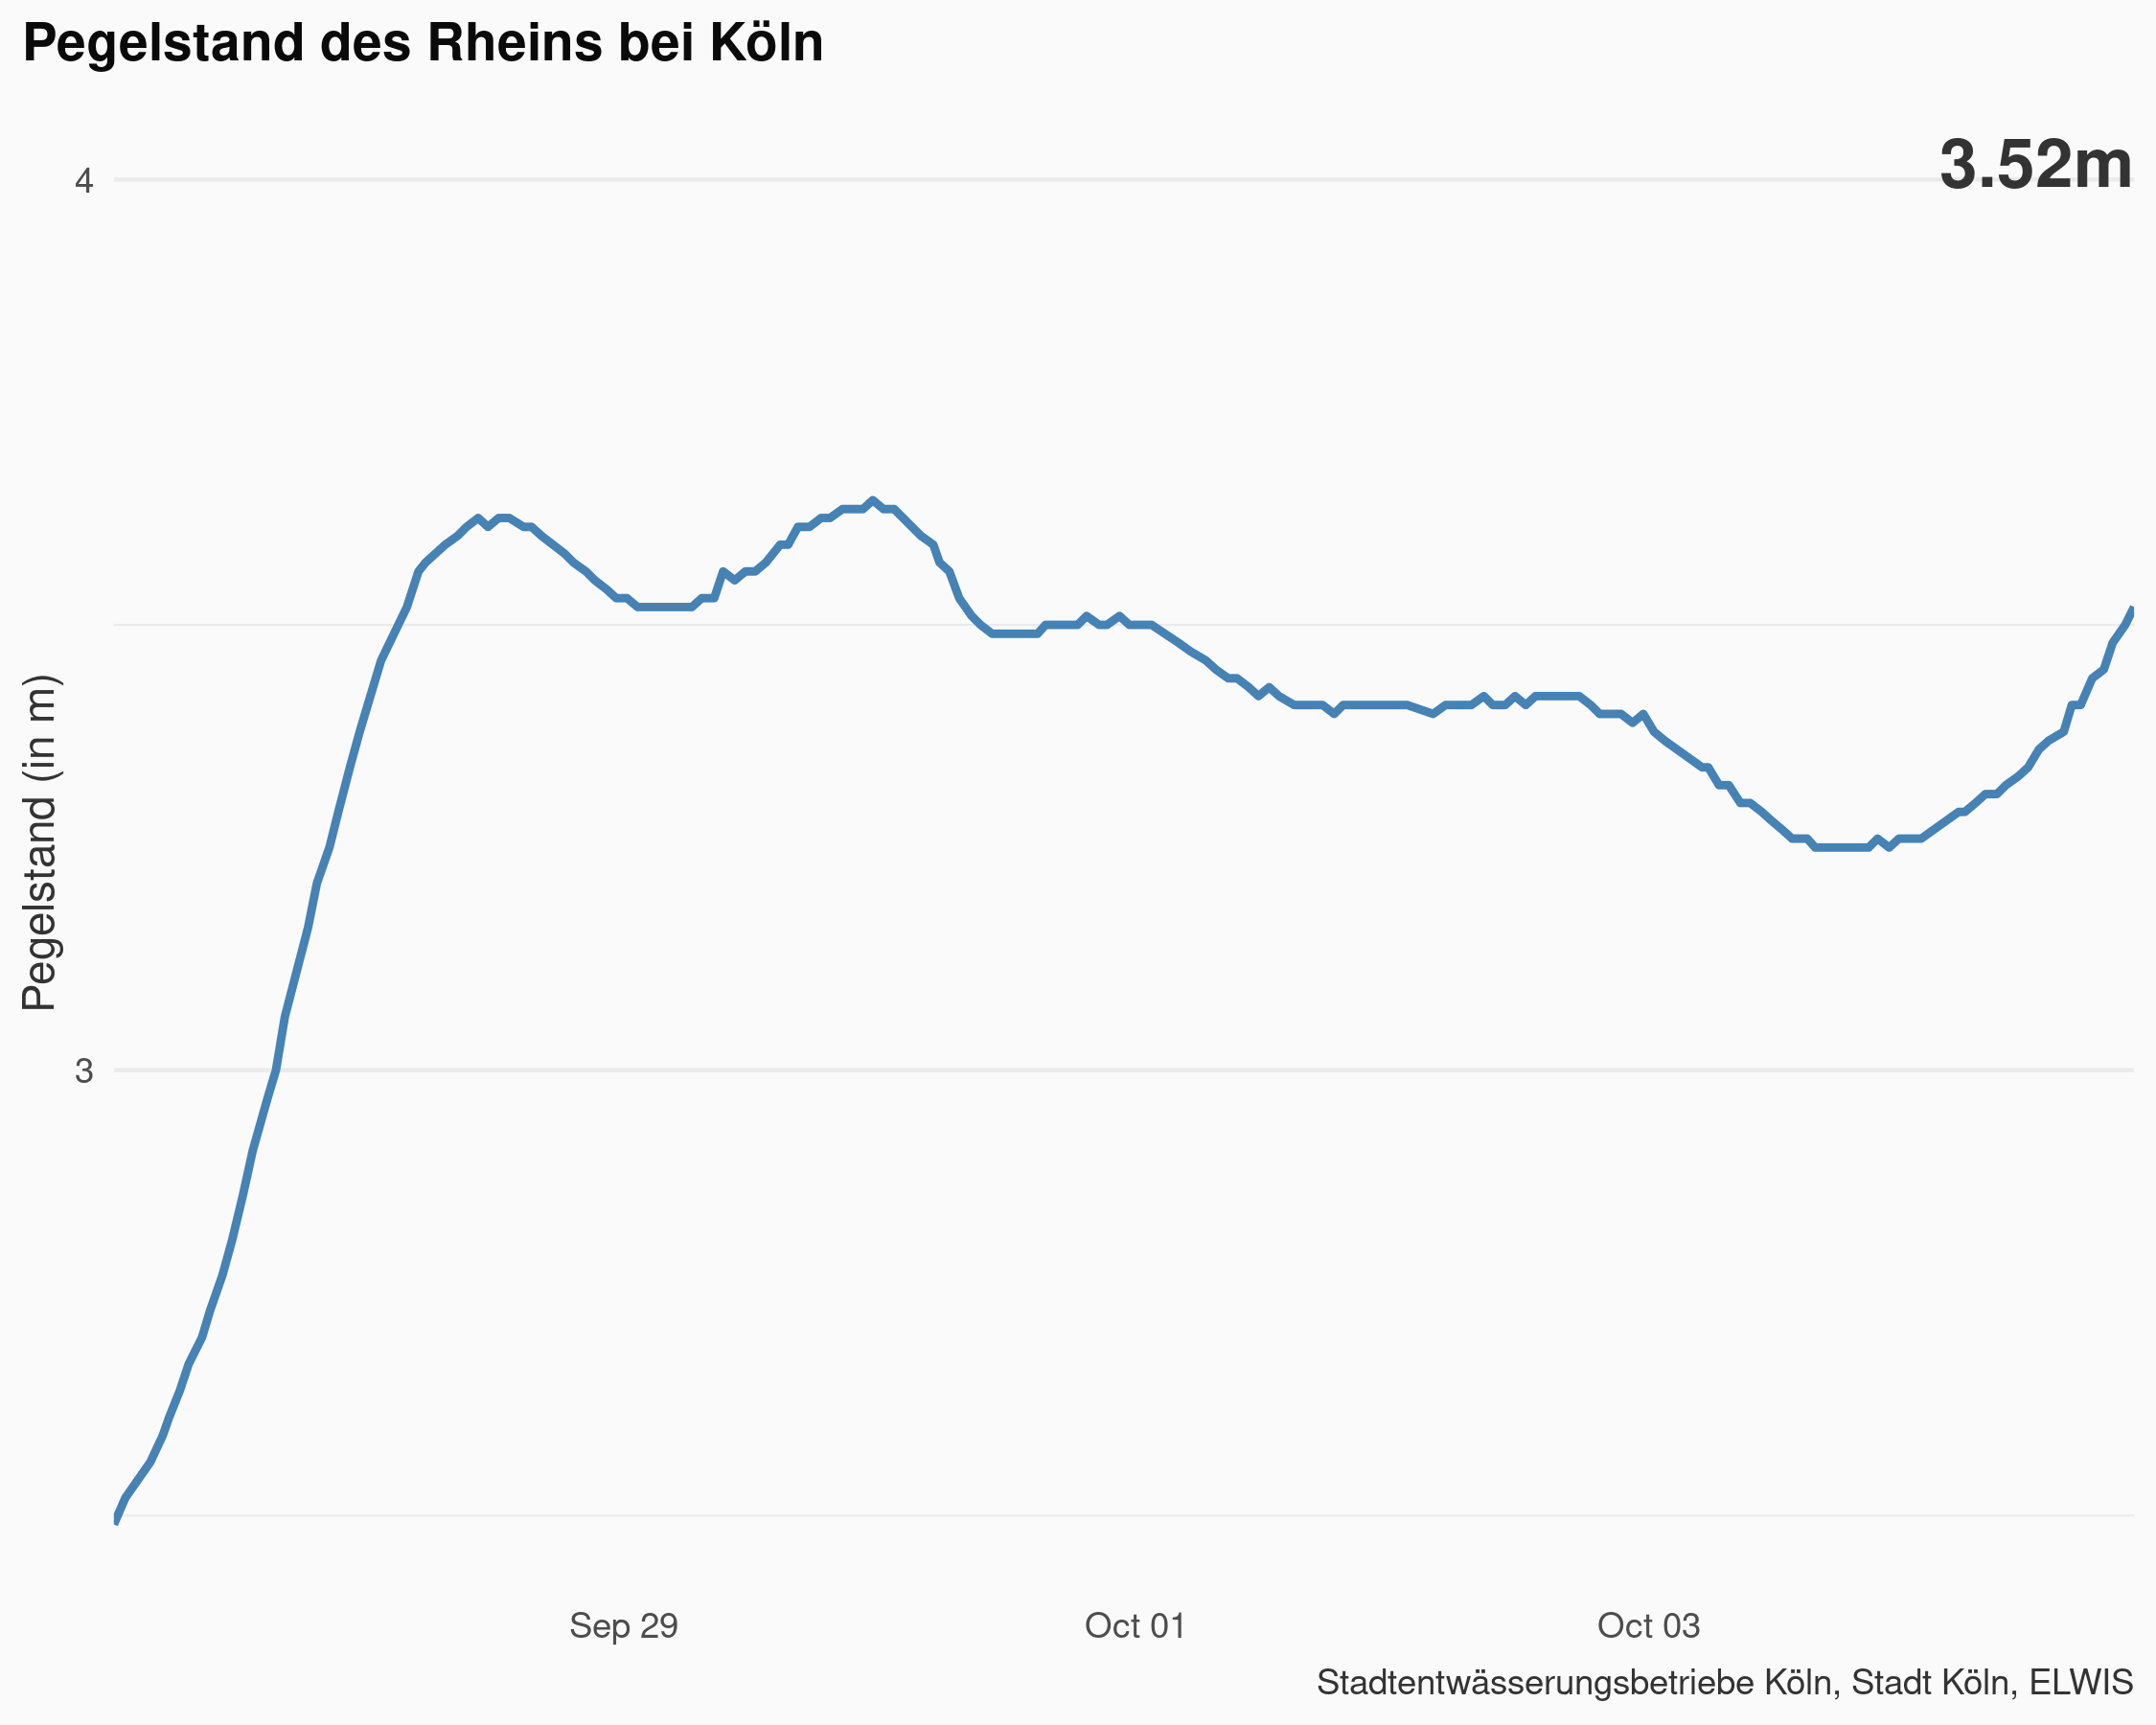 Pegelstand des Rheins bei Köln
3.52m
4
Pegelstand (in m)
3
Sep 29
Oct 01
Oct 03
Stadtentwässerungsbetriebe Köln, Stadt Köln, ELWIS